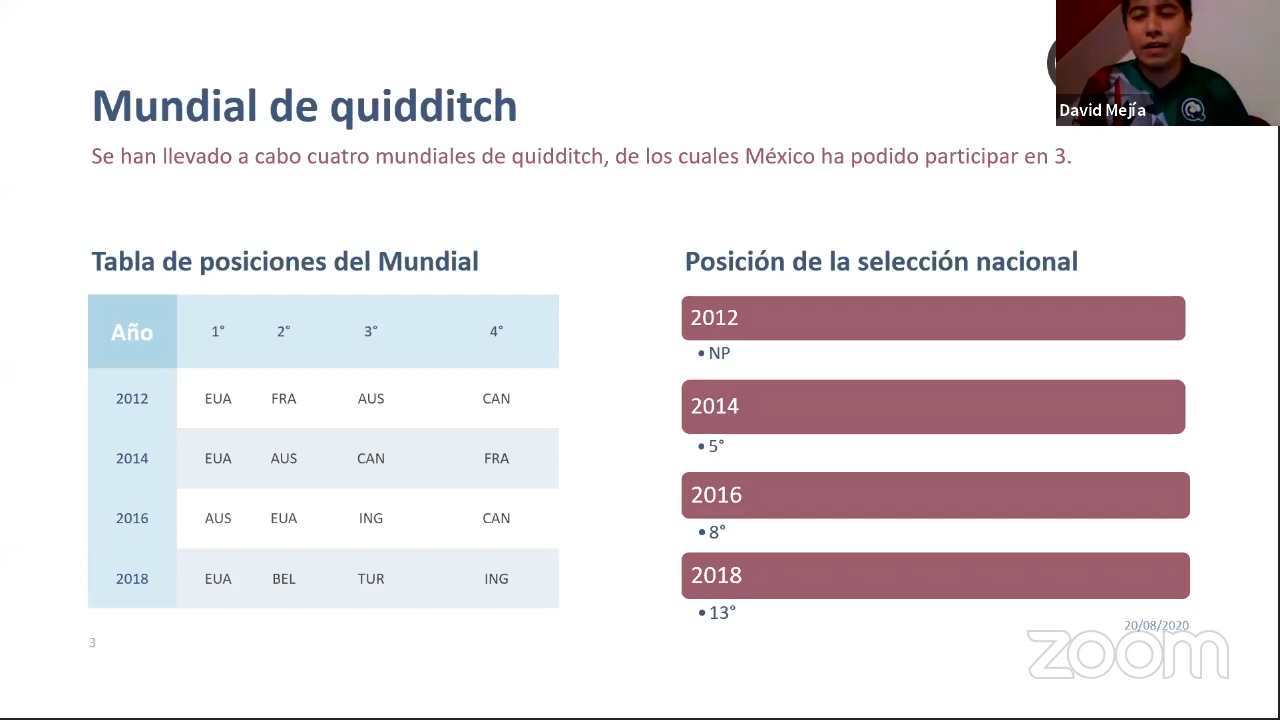 Mundial de quidditch
Se han llevado a cabo cuatro mundiales de quidditch, de los cuales México ha podido participar en 3.
David Mejía
Tabla de posiciones del Mundial
Año 1° 2° 3° 4°
2012 EUA FRA AUS CAN
2014 EUA AUS CAN FRA
2016 AUS EUA ING CAN
2018 EUA BEL TUR ING
Posición de la selección nacional
2012
• NP
2014
• 5°
2016
• 8°
2018
• 13°
20/08/2020
3
zoom